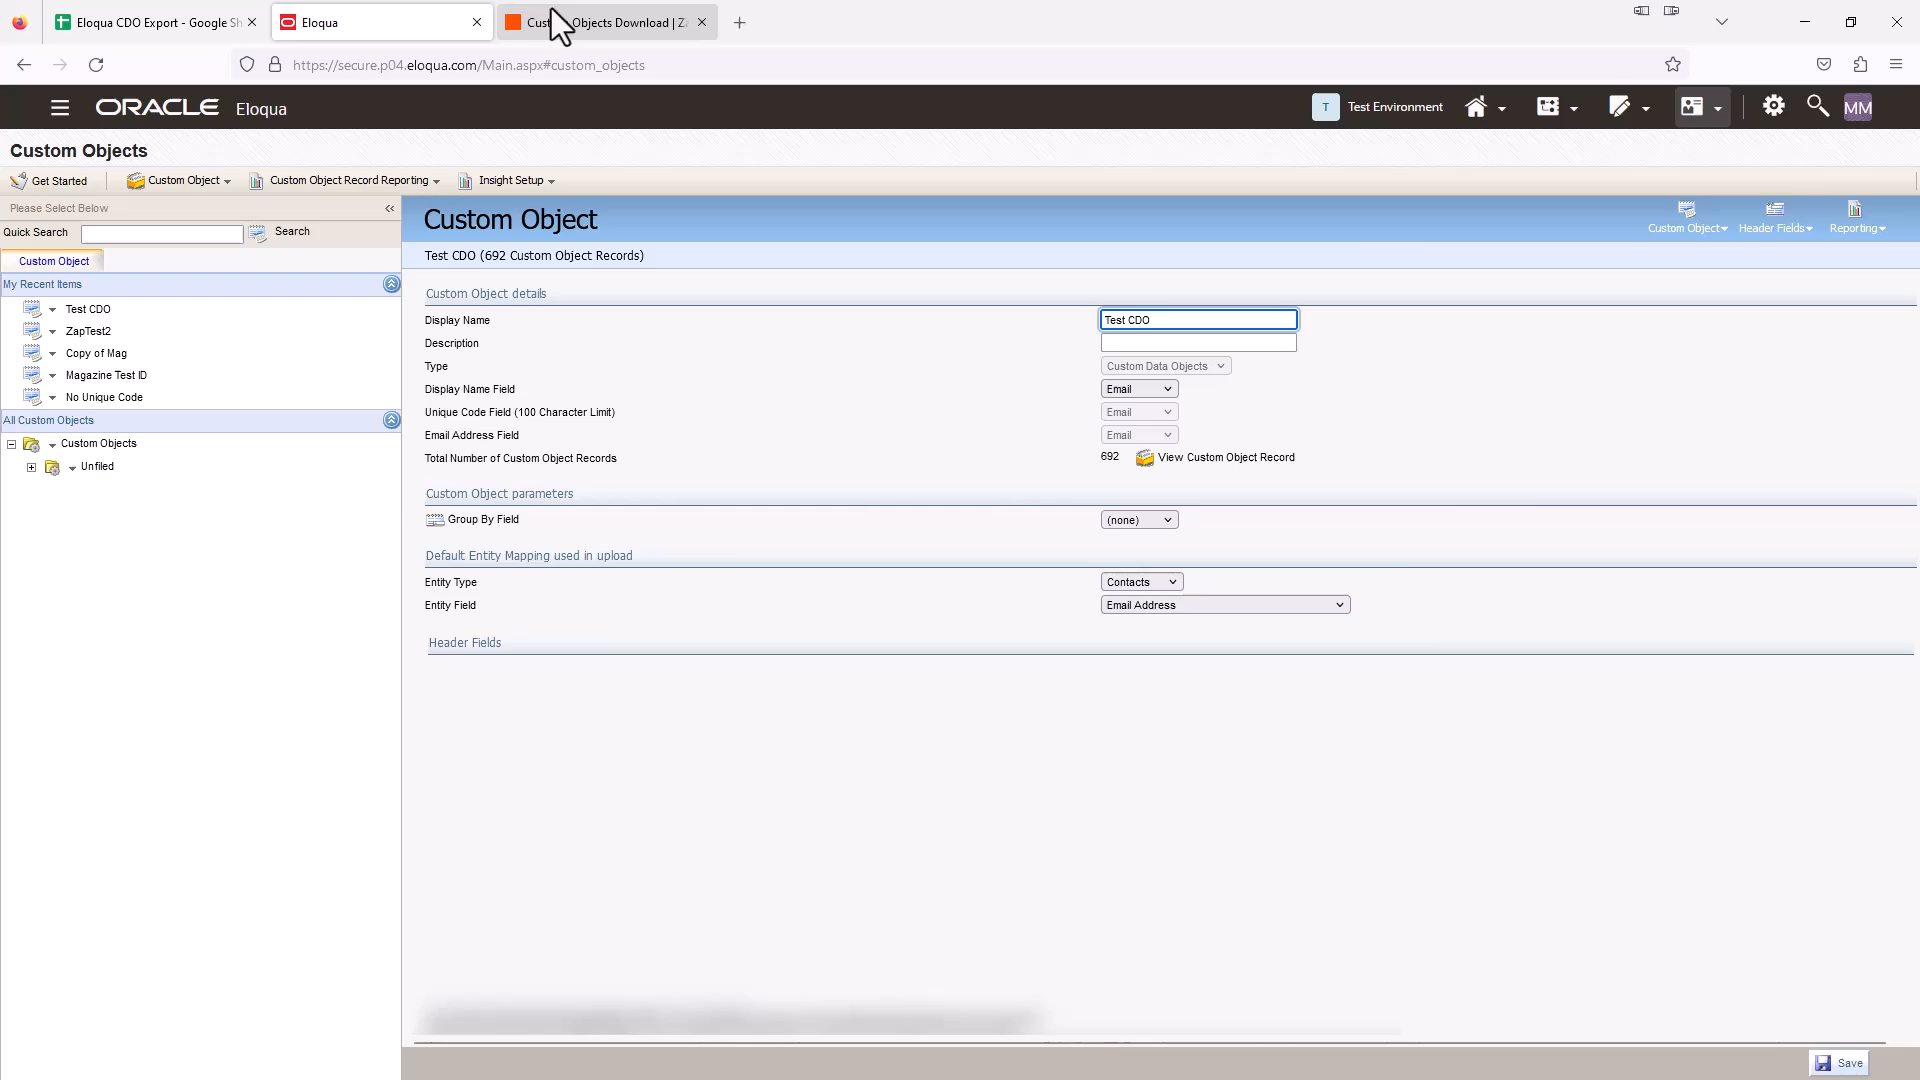 Eloqua CDO Export - Google Sh
Eloqua
Cust Objects Download | Za
https://secure.p04.eloqua.com/Main.aspx#custom_objects
ORACLE Eloqua
T Test Environment
MM
Custom Objects
Get Started
Custom Object
Custom Object Record Reporting
Insight Setup
Please Select Below
Quick Search
Search
Custom Object
My Recent Items
Test CDO
ZapTest2
Copy of Mag
Magazine Test ID
No Unique Code
All Custom Objects
Custom Objects
Unfiled
Custom Object
Custom Object
Header Fields
Reporting
Test CDO (692 Custom Object Records)
Custom Object details
Display Name Test CDO
Description
Type Custom Data Objects
Display Name Field Email
Unique Code Field (100 Character Limit) Email
Email Address Field Email
Total Number of Custom Object Records 692 View Custom Object Record
Custom Object parameters
Group By Field (none)
Default Entity Mapping used in upload
Entity Type Contacts
Entity Field Email Address
Header Fields
Save